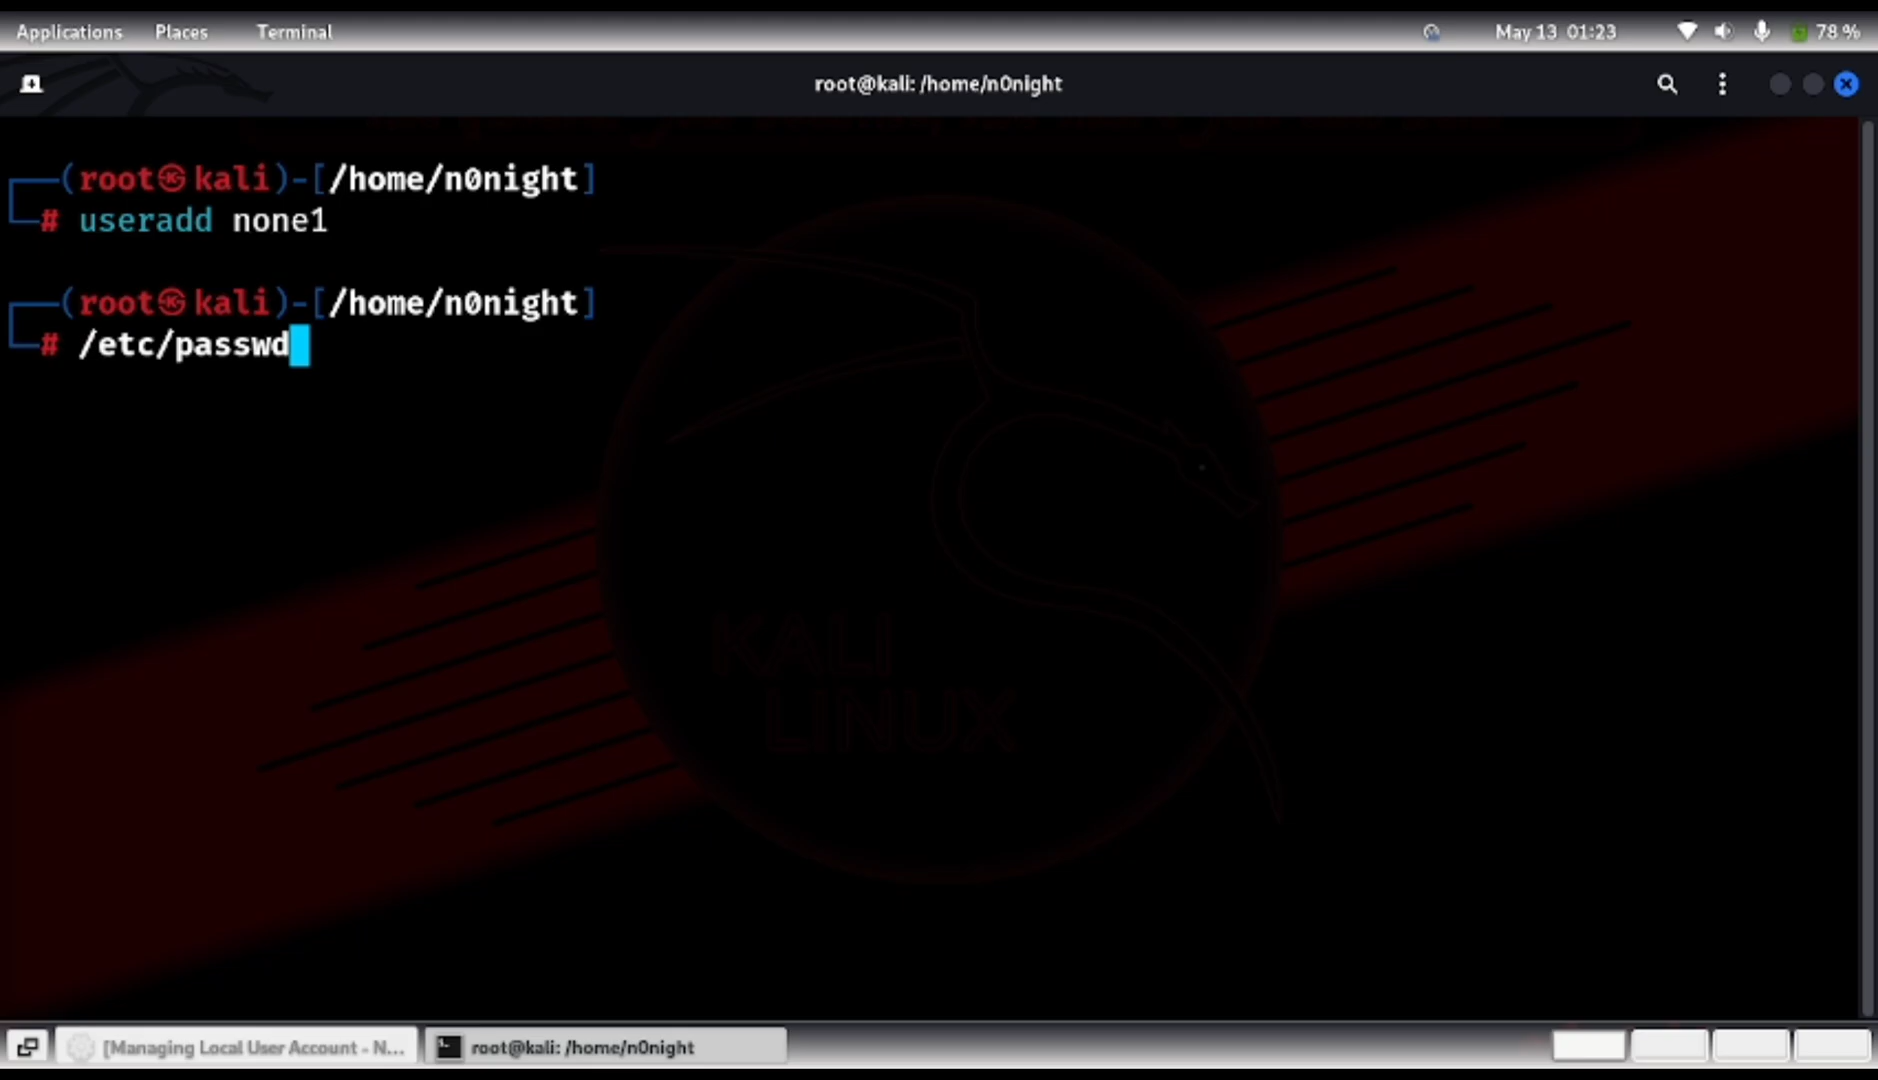 Applications Places Terminal May 13 01:23 78 %
root@kali: /home/n0night
┌──(root㉿kali)-[/home/n0night]
└─# useradd none1
┌──(root㉿kali)-[/home/n0night]
└─# /etc/passwd
KALI
LINUX
[Managing Local User Account - N... root@kali: /home/n0night